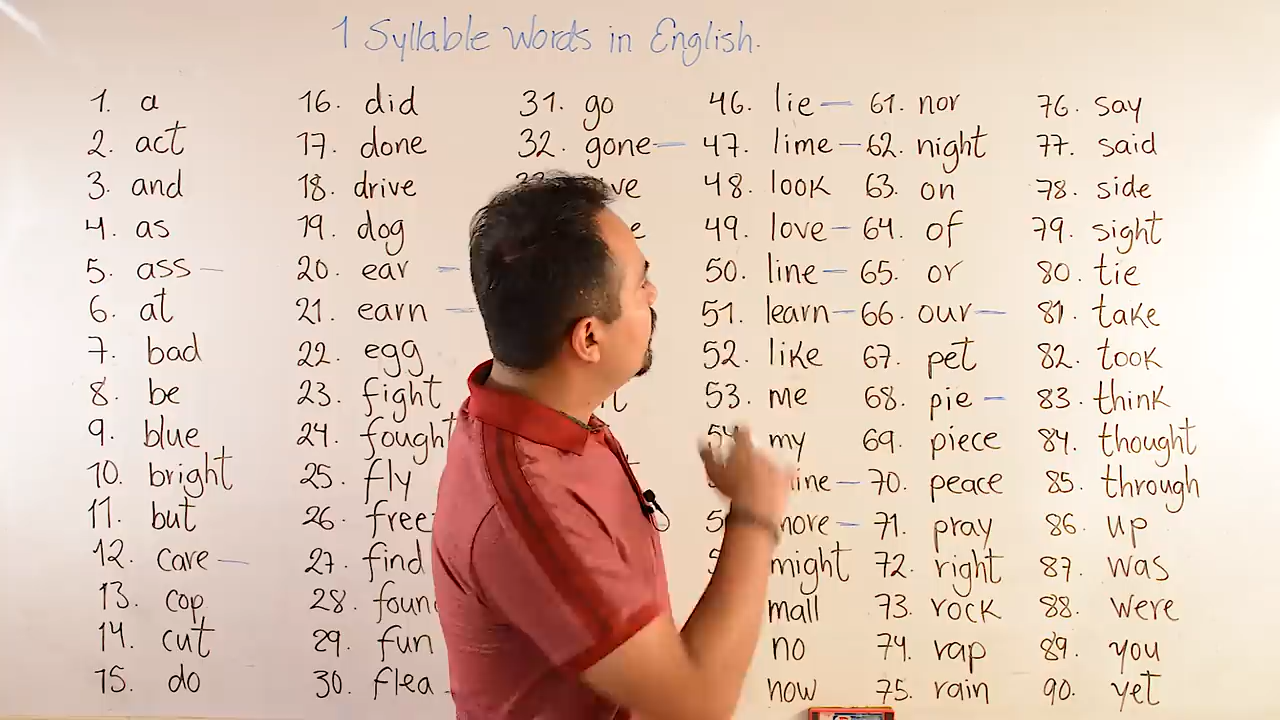 1 Syllable Words in English.
1. a
2. act
3. and
4. as
5. ass
6. at
7. bad
8. be
9. blue
10. bright
11. but
12. care
13. cop
14. cut
15. do
16. did
17. done
18. drive
19. dog
20. ear
21. earn
22. egg
23. fight
24. fought
25. fly
26. free
27. find
28. foun
29. fun
30. flea
31. go
32. gone
46. lie
47. lime
48. look
49. love
50. line
51. learn
52. like
53. me
54. my
ine
more
might
mall
no
now
61. nor
62. night
63. on
64. of
65. or
66. our
67. pet
68. pie
69. piece
70. peace
71. pray
72. right
73. rock
74. rap
75. rain
76. say
77. said
78. side
79. sight
80. tie
81. take
82. took
83. think
84. thought
85. through
86. up
87. was
88. were
89. you
90. yet